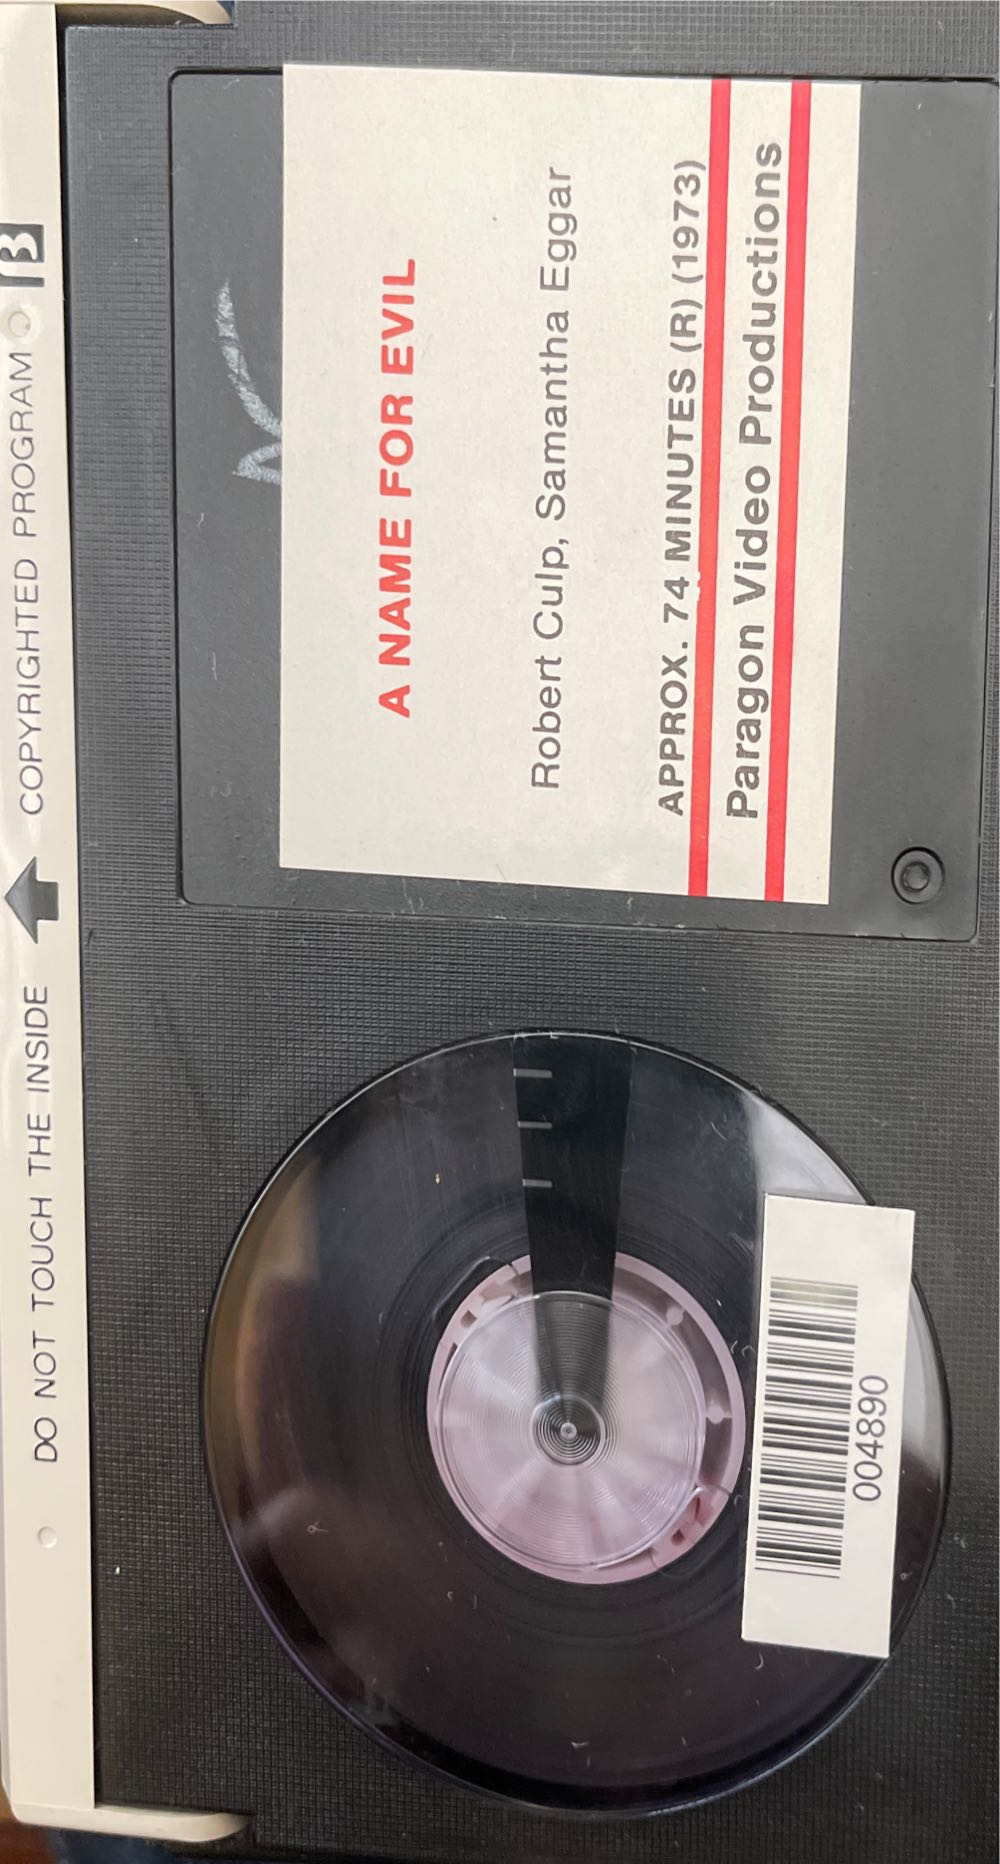 DO NOT TOUCH THE INSIDE COPYRIGHTED PROGRAM
A NAME FOR EVIL
Robert Culp, Samantha Eggar
APPROX. 74 MINUTES (R) (1973)
Paragon Video Productions
004890